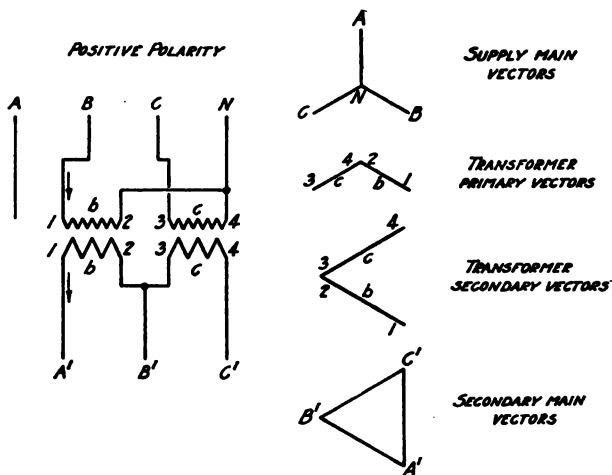 POSITIVE POLARITY
A B C N
1 b 2 3 c 4
1 b 2 3 c 4
A' B' C'
A
N
C B
SUPPLY MAIN
VECTORS
3 4 2 1
c b
TRANSFORMER
PRIMARY VECTORS
4
3 c
2 b
1
TRANSFORMER
SECONDARY VECTORS
C'
B'
A'
SECONDARY MAIN
VECTORS